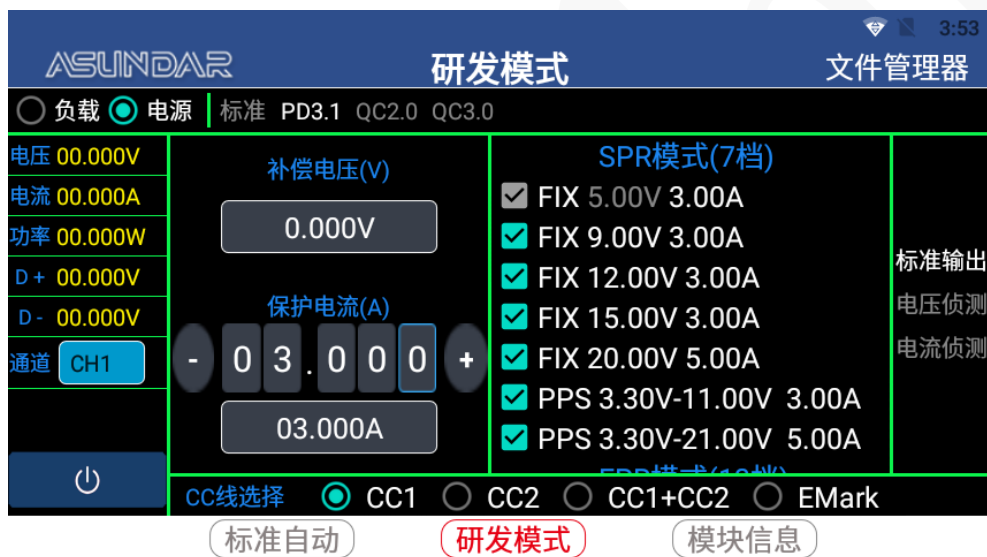 3:53
ASUNDAR 研发模式 文件管理器
负载 电源 标准 PD3.1 QC2.0 QC3.0
电压 00.000V
电流 00.000A
功率 00.000W
D+ 00.000V
D- 00.000V
通道 CH1
补偿电压(V)
0.000V
保护电流(A)
- 0 3 . 0 0 0 +
03.000A
SPR模式(7档)
FIX 5.00V 3.00A
FIX 9.00V 3.00A
FIX 12.00V 3.00A
FIX 15.00V 3.00A
FIX 20.00V 5.00A
PPS 3.30V-11.00V 3.00A
PPS 3.30V-21.00V 5.00A
标准输出
电压侦测
电流侦测
CC线选择 CC1 CC2 CC1+CC2 EMark
标准自动 研发模式 模块信息